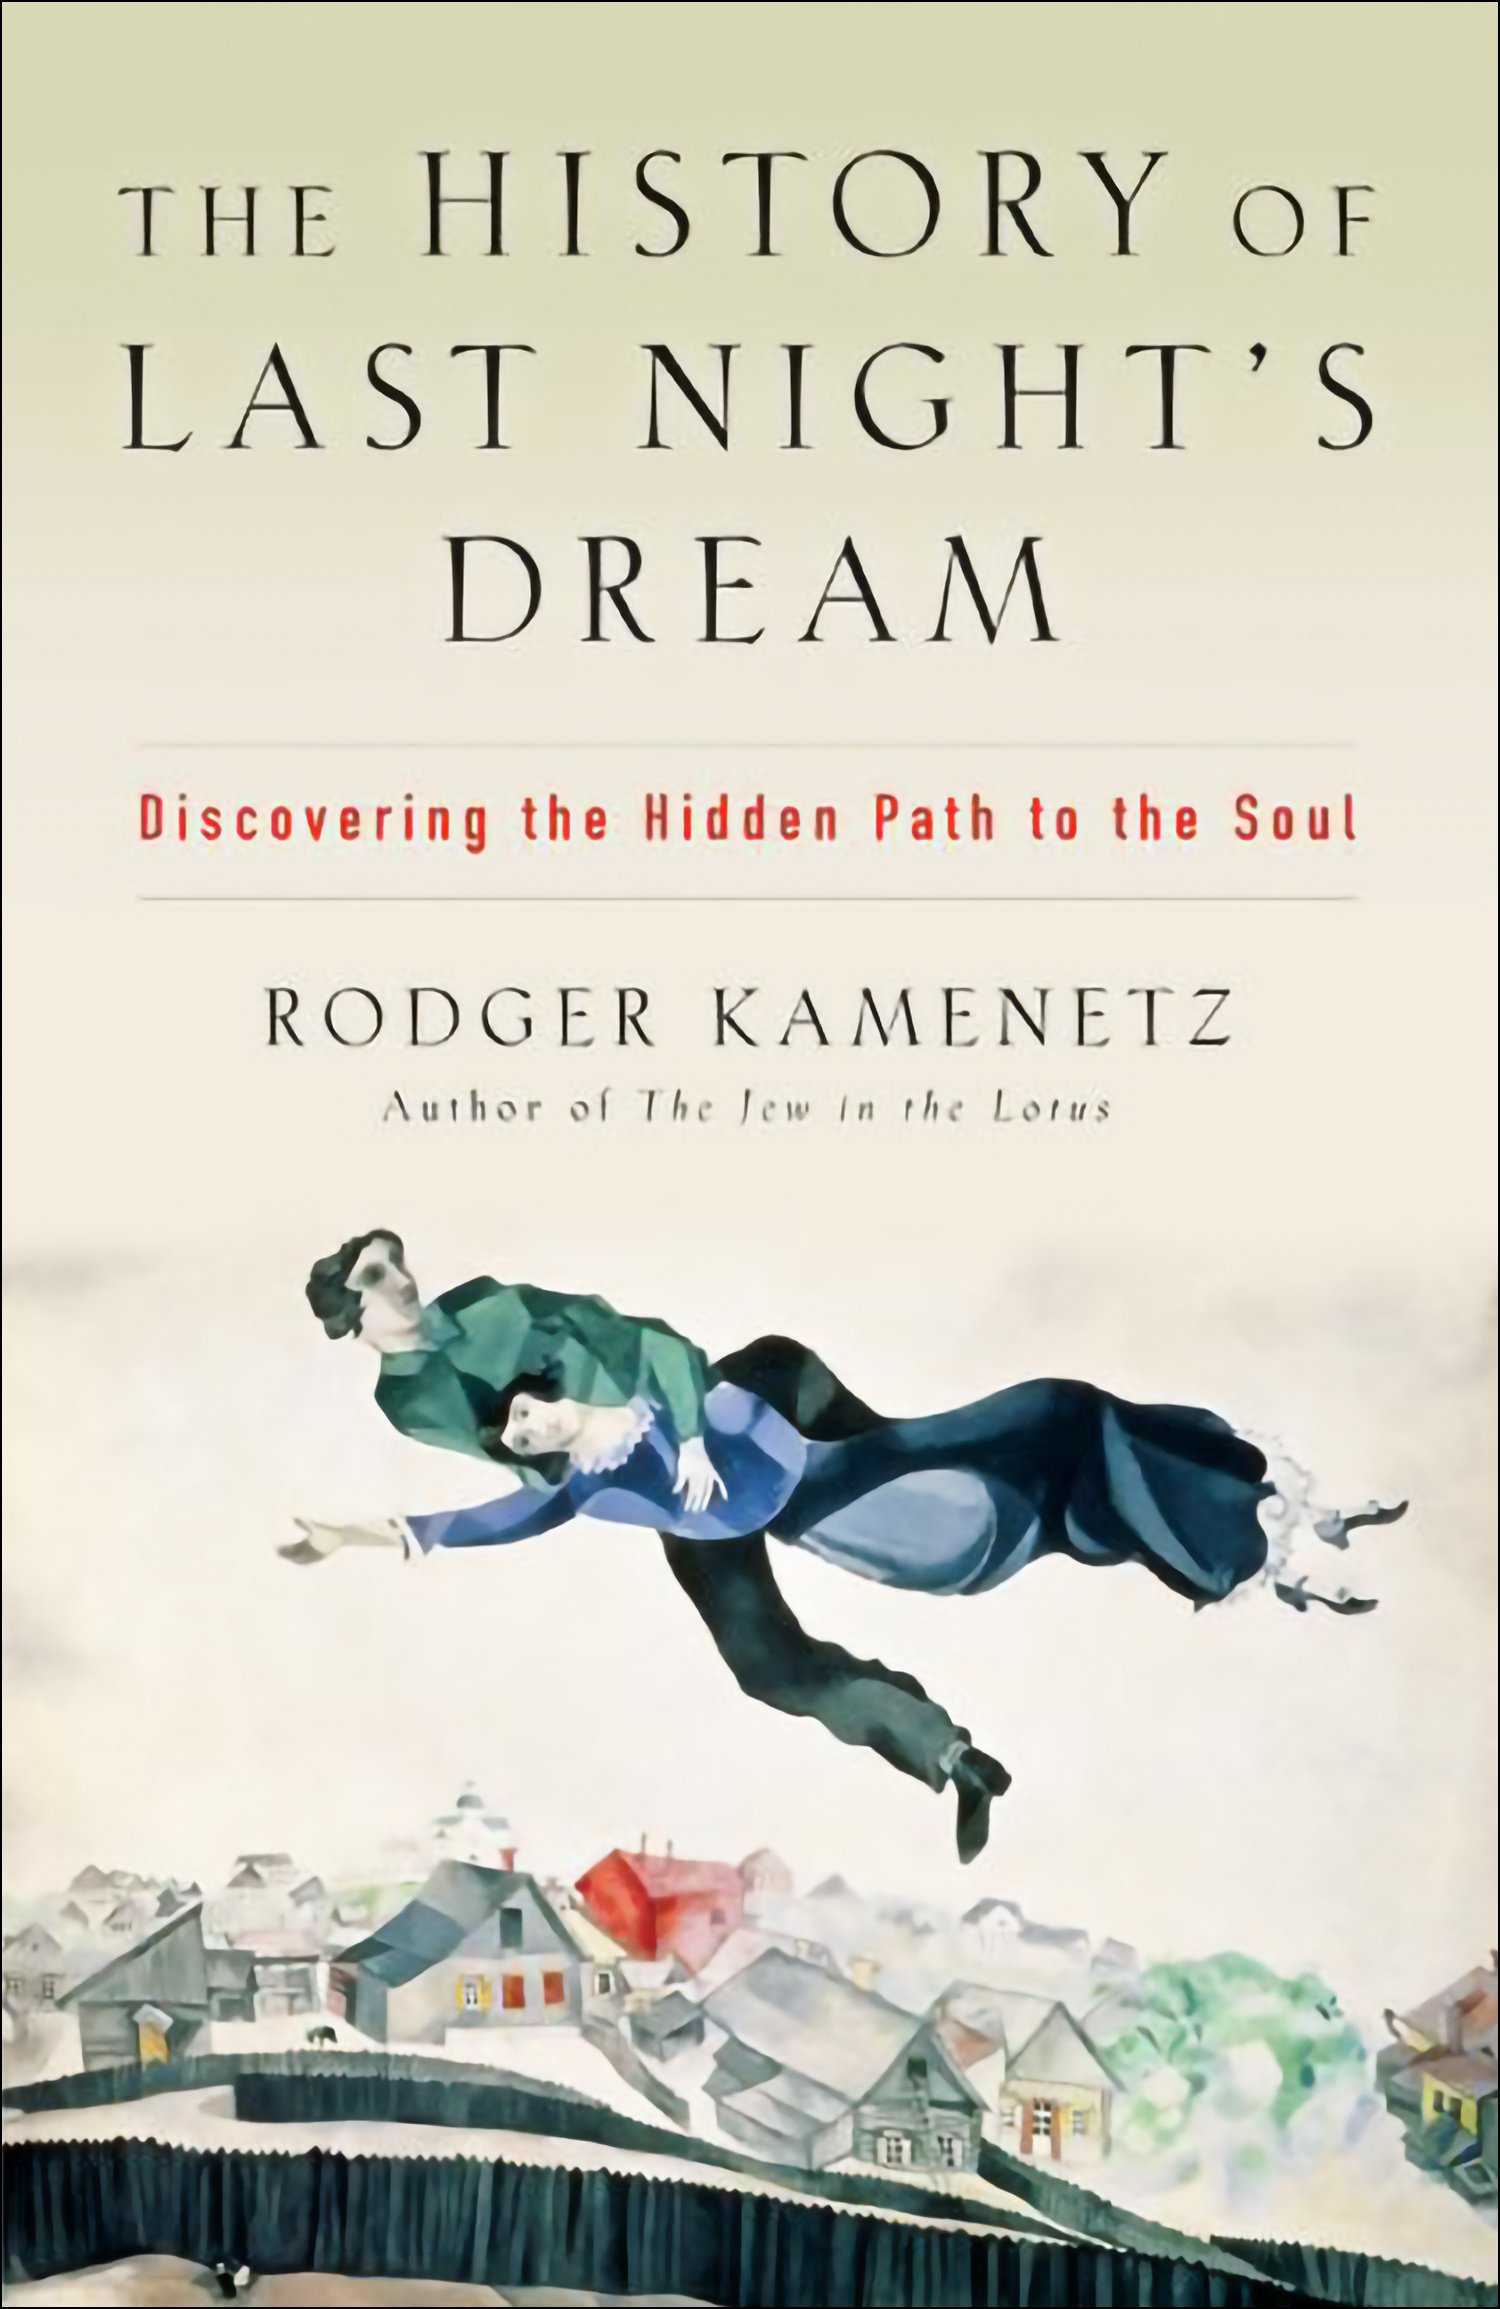 THE HISTORY OF
LAST NIGHT'S
DREAM
Discovering the Hidden Path to the Soul
RODGER KAMENETZ
Author of The Jew in the Lotus